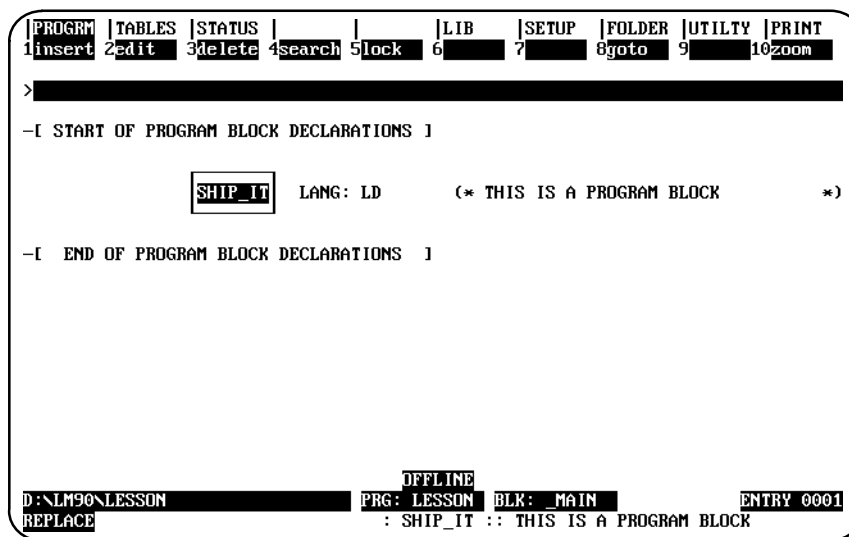 |PROGRM |TABLES |STATUS | | |LIB |SETUP |FOLDER |UTILTY |PRINT
1insert 2edit 3delete 4search 5lock 6 7 8goto 9 10zoom
>
-[ START OF PROGRAM BLOCK DECLARATIONS ]
SHIP_IT LANG: LD (* THIS IS A PROGRAM BLOCK *)
-[ END OF PROGRAM BLOCK DECLARATIONS ]
OFFLINE
D:\LM90\LESSON PRG: LESSON BLK: _MAIN ENTRY 0001
REPLACE : SHIP_IT :: THIS IS A PROGRAM BLOCK